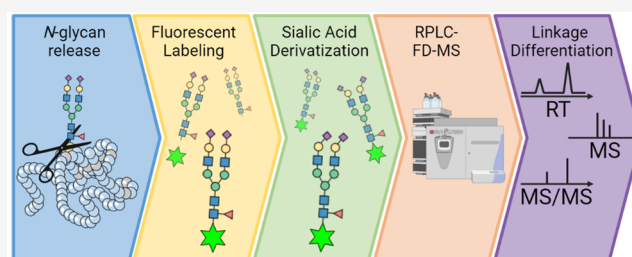 N-glycan
release
Fluorescent
Labeling
Sialic Acid
Derivatization
RPLC-
FD-MS
Linkage
Differentiation
RT
MS
MS/MS